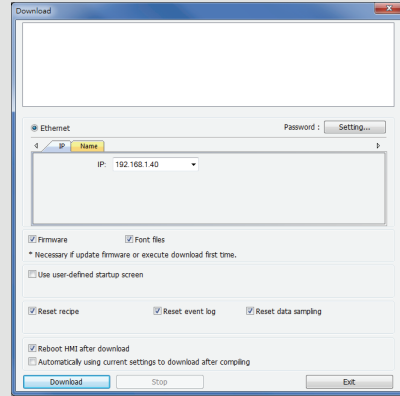 Download
Ethernet
Password :
Setting...
IP
Name
IP:
192.168.1.40
Firmware
Font files
* Necessary if update firmware or execute download first time.
Use user-defined startup screen
Reset recipe
Reset event log
Reset data sampling
Reboot HMI after download
Automatically using current settings to download after compiling
Download
Stop
Exit